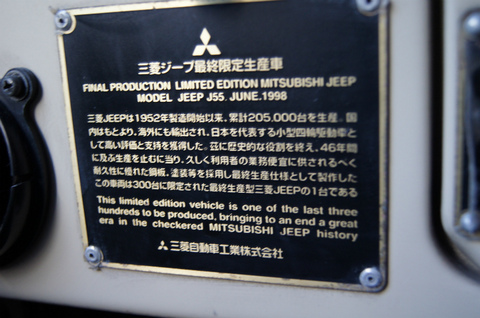 三菱ジープ最終限定生産車
FINAL PRODUCTION LIMITED EDITION MITSUBISHI JEEP
MODEL JEEP J55. JUNE.1998
三菱JEEPは1952年製造開始以来、累計205.000台を生産。国
内はもとより、海外にも輸出され、日本を代表する小型四輪駆動車と
して高い評価と支持を獲得した。茲に歴史的な役割を終え、46年間
に及ぶ生産を止むに当り、久しく利用者の業務便宜に供されるべく
耐久性に優れた鋼板、塗装等を採用し最終生産仕様として製作した
この車両は300台に限定された最終生産型三菱JEEPの1台である
This limited edition vehicle is one of the last three
hundreds to be produced, bringing to an end a great
era in the checkered MITSUBISHI JEEP history
三菱自動車工業株式会社